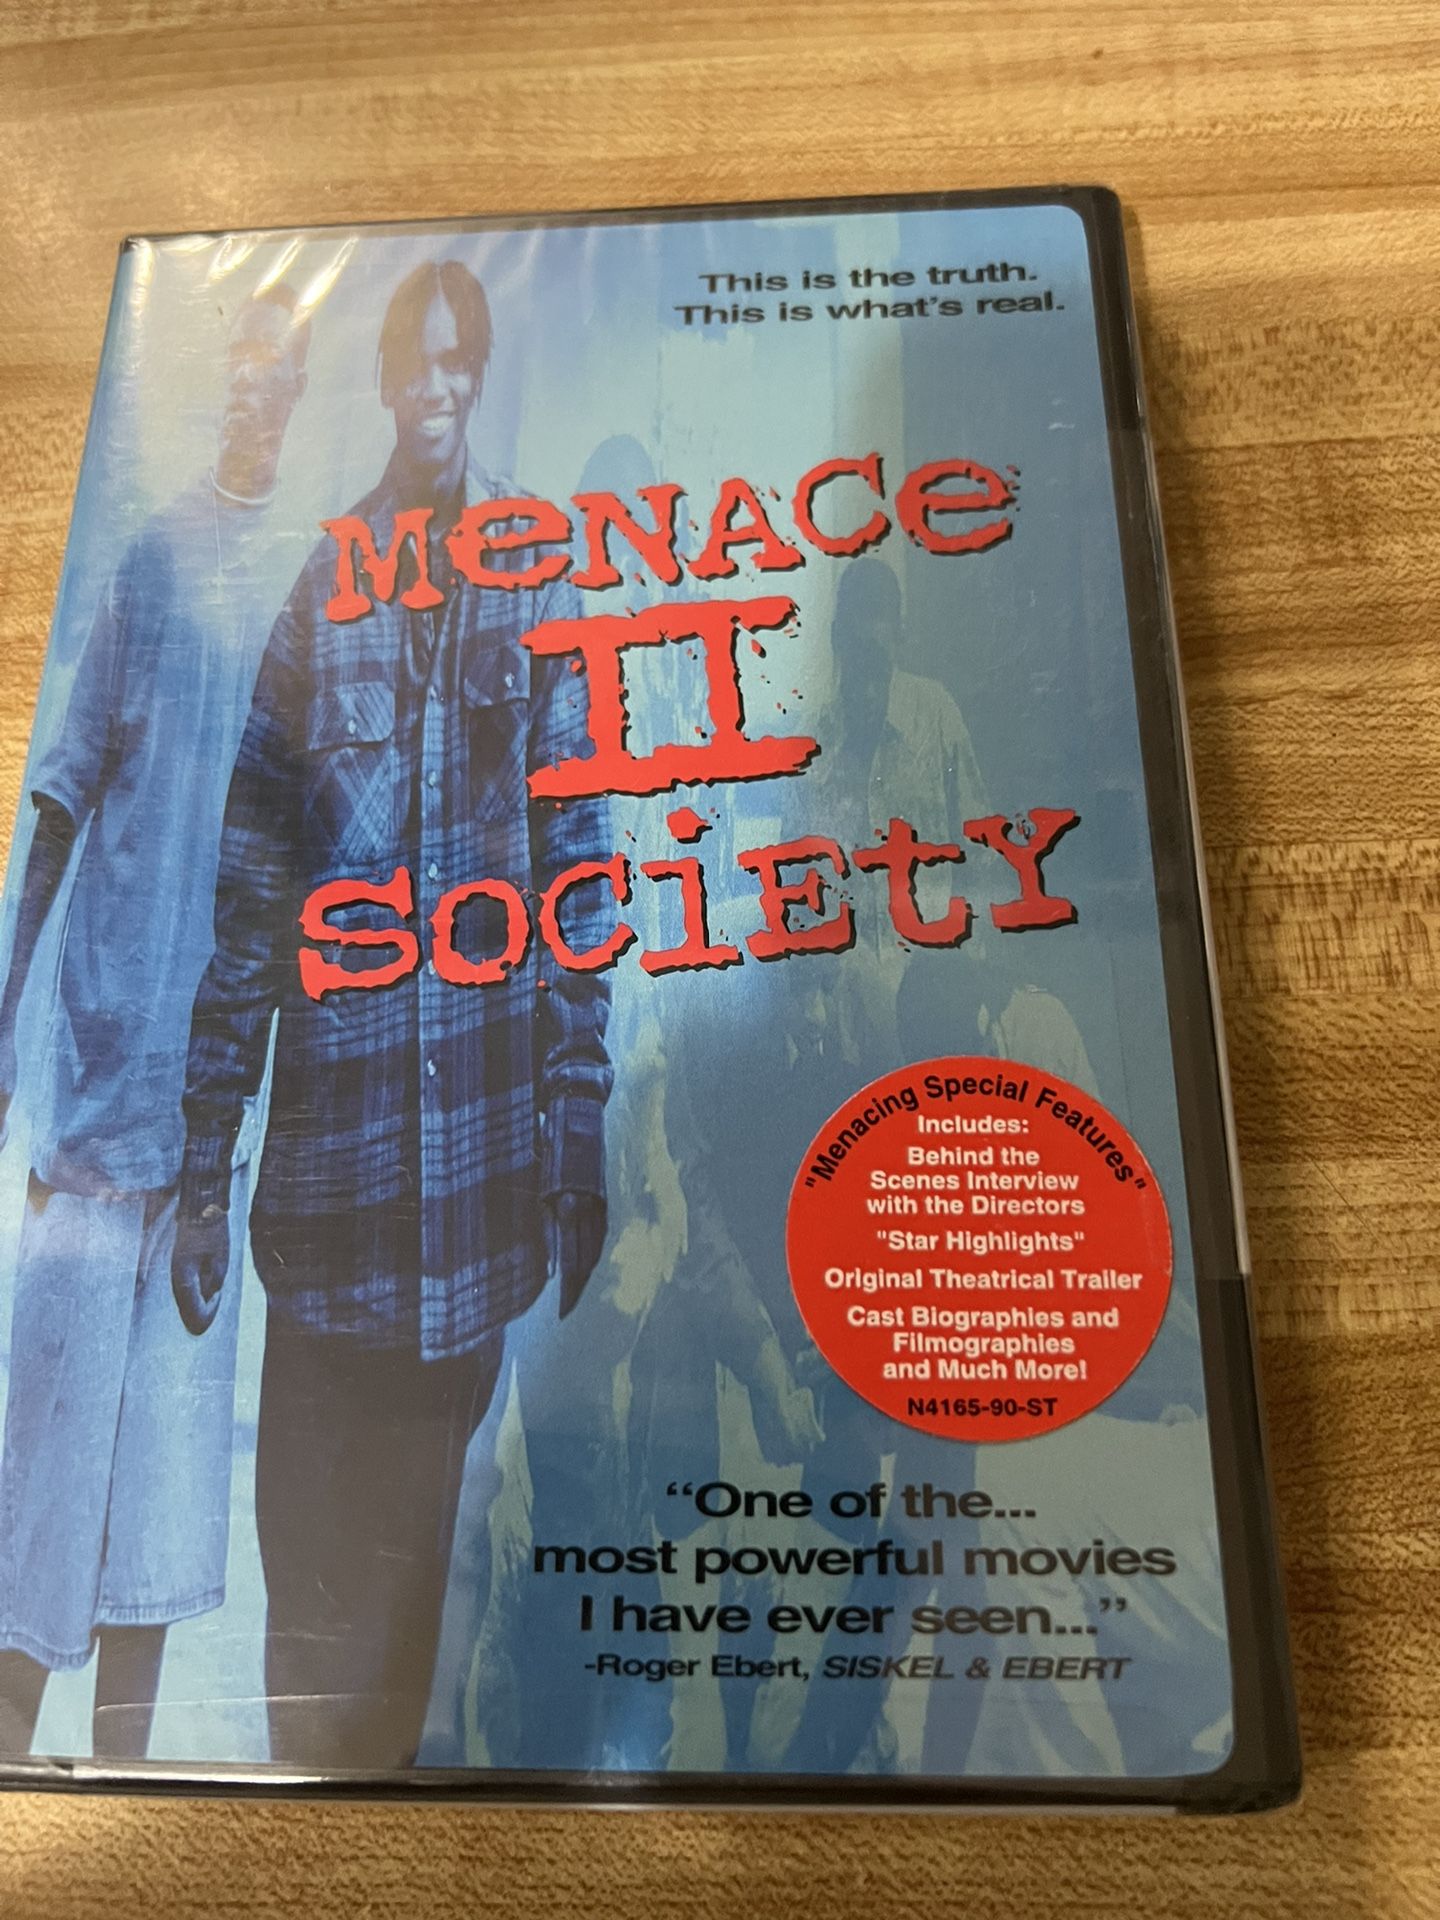 This is the truth.
This is what's real.
MeNACe
II
SOCiEtY
"Menacing Special Features"
Includes:
Behind the
Scenes Interview
with the Directors
"Star Highlights"
Original Theatrical Trailer
Cast Biographies and
Filmographies
and Much More!
N4165-90-ST
“One of the...
most powerful movies
I have ever seen...”
-Roger Ebert, SISKEL & EBERT